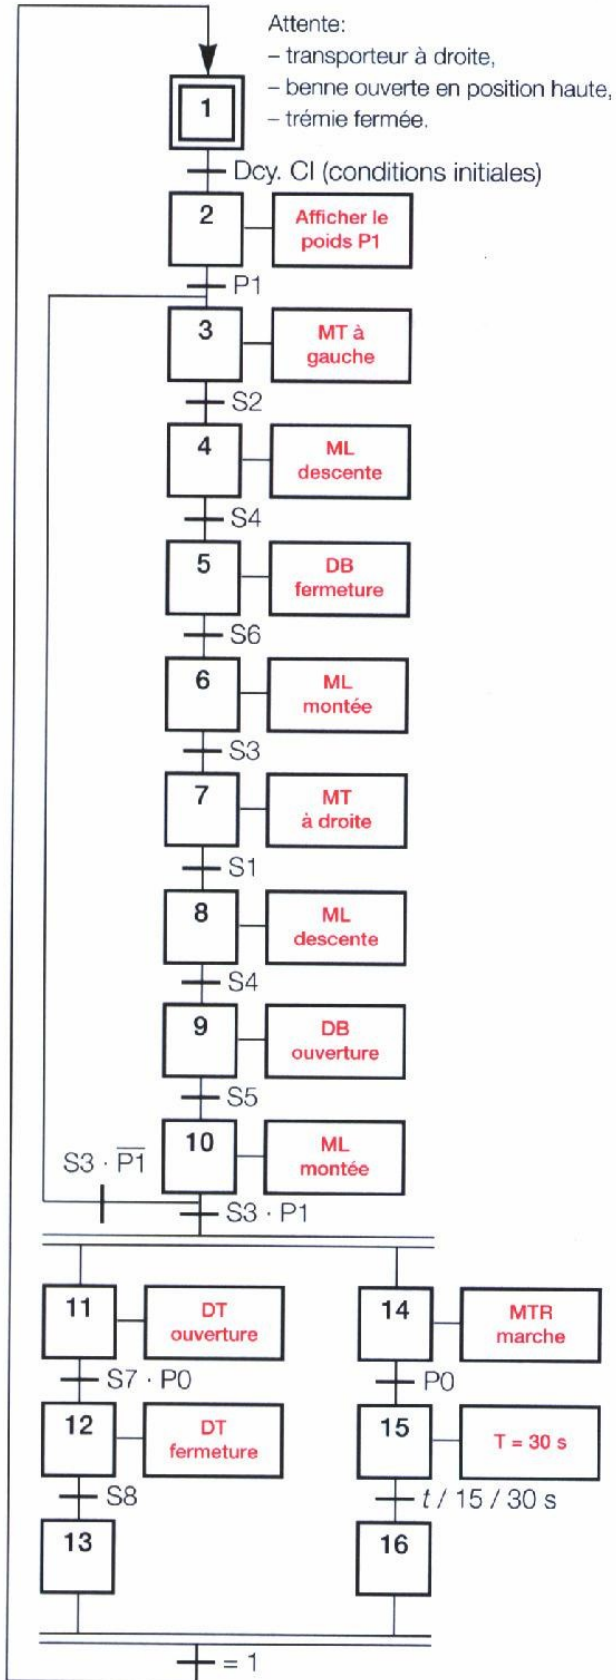 Attente:
– transporteur à droite,
– benne ouverte en position haute,
– trémie fermée.
1
Dcy. CI (conditions initiales)
2
Afficher le
poids P1
P1
3
MT à
gauche
S2
4
ML
descente
S4
5
DB
fermeture
S6
6
ML
montée
S3
7
MT
à droite
S1
8
ML
descente
S4
9
DB
ouverture
S5
10
ML
montée
S3 · P̅1̅
S3 · P1
11
DT
ouverture
14
MTR
marche
S7 · P0
P0
12
DT
fermeture
15
T = 30 s
S8
t / 15 / 30 s
13
16
= 1